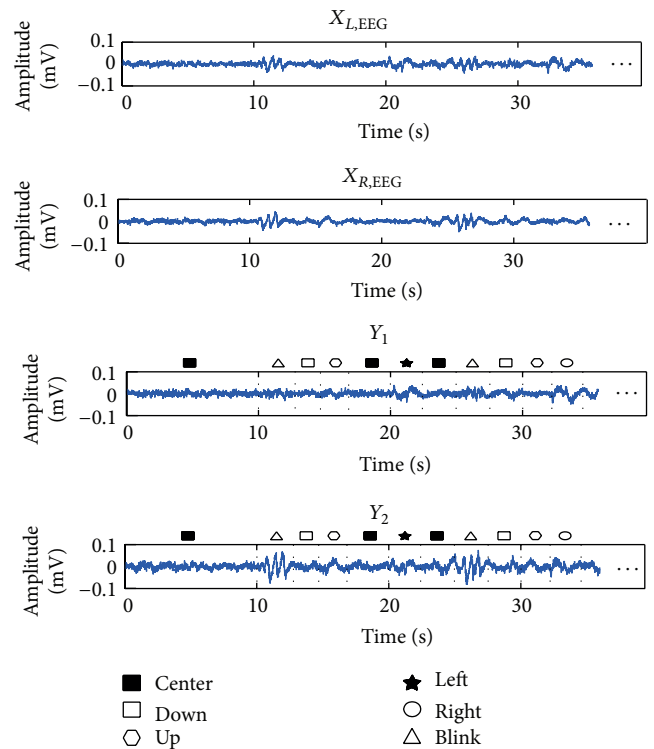 X_L,EEG
Amplitude
(mV)
0.1
0
−0.1
0 10 20 30
...
Time (s)
X_R,EEG
Amplitude
(mV)
0.1
0
−0.1
0 10 20 30
...
Time (s)
Y_1
Amplitude
(mV)
0.1
0
−0.1
0 10 20 30
...
Time (s)
Y_2
Amplitude
(mV)
0.1
0
−0.1
0 10 20 30
...
Time (s)
Center
Left
Down
Right
Up
Blink